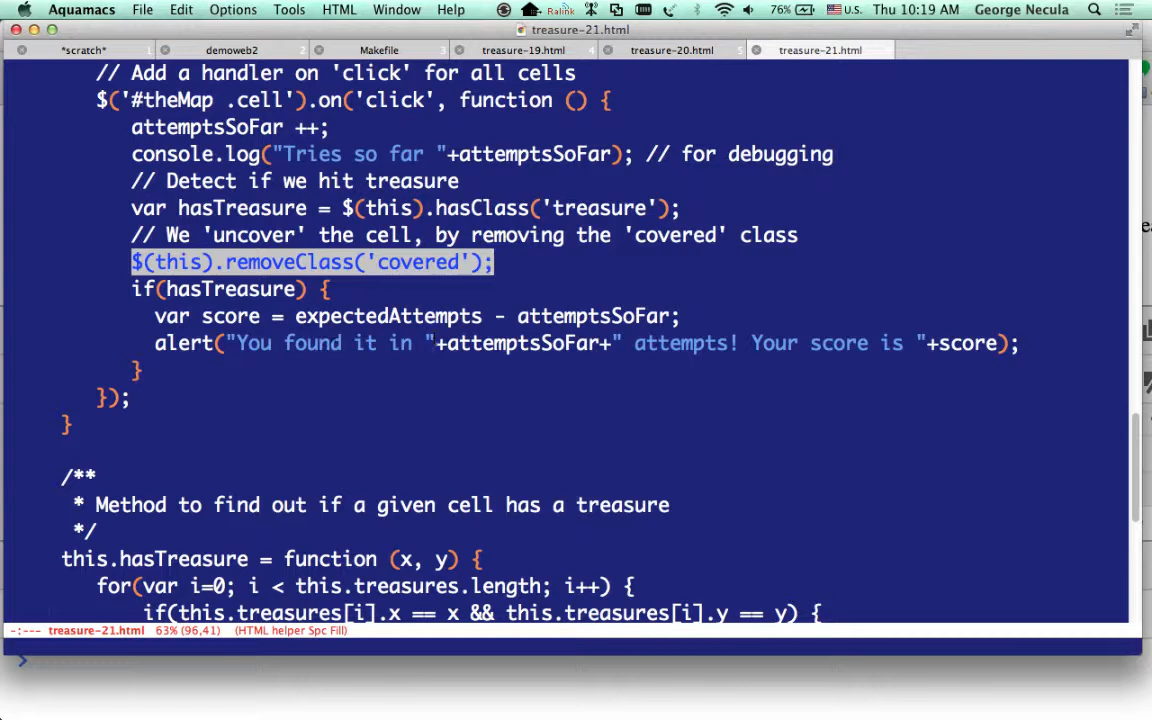 Aquamacs File Edit Options Tools HTML Window Help Ralink 76% U.S. Thu 10:19 AM George Necula
treasure-21.html
*scratch* 1 demoweb2 2 Makefile 3 treasure-19.html 4 treasure-20.html 5 treasure-21.html
// Add a handler on 'click' for all cells
$('#theMap .cell').on('click', function () {
attemptsSoFar ++;
console.log("Tries so far "+attemptsSoFar); // for debugging
// Detect if we hit treasure
var hasTreasure = $(this).hasClass('treasure');
// We 'uncover' the cell, by removing the 'covered' class
$(this).removeClass('covered');
if(hasTreasure) {
var score = expectedAttempts - attemptsSoFar;
alert("You found it in "+attemptsSoFar+" attempts! Your score is "+score);
}
});
}
/**
* Method to find out if a given cell has a treasure
*/
this.hasTreasure = function (x, y) {
for(var i=0; i < this.treasures.length; i++) {
if(this.treasures[i].x == x && this.treasures[i].y == y) {
-:--- treasure-21.html 63% (96,41) (HTML helper Spc Fill)
>